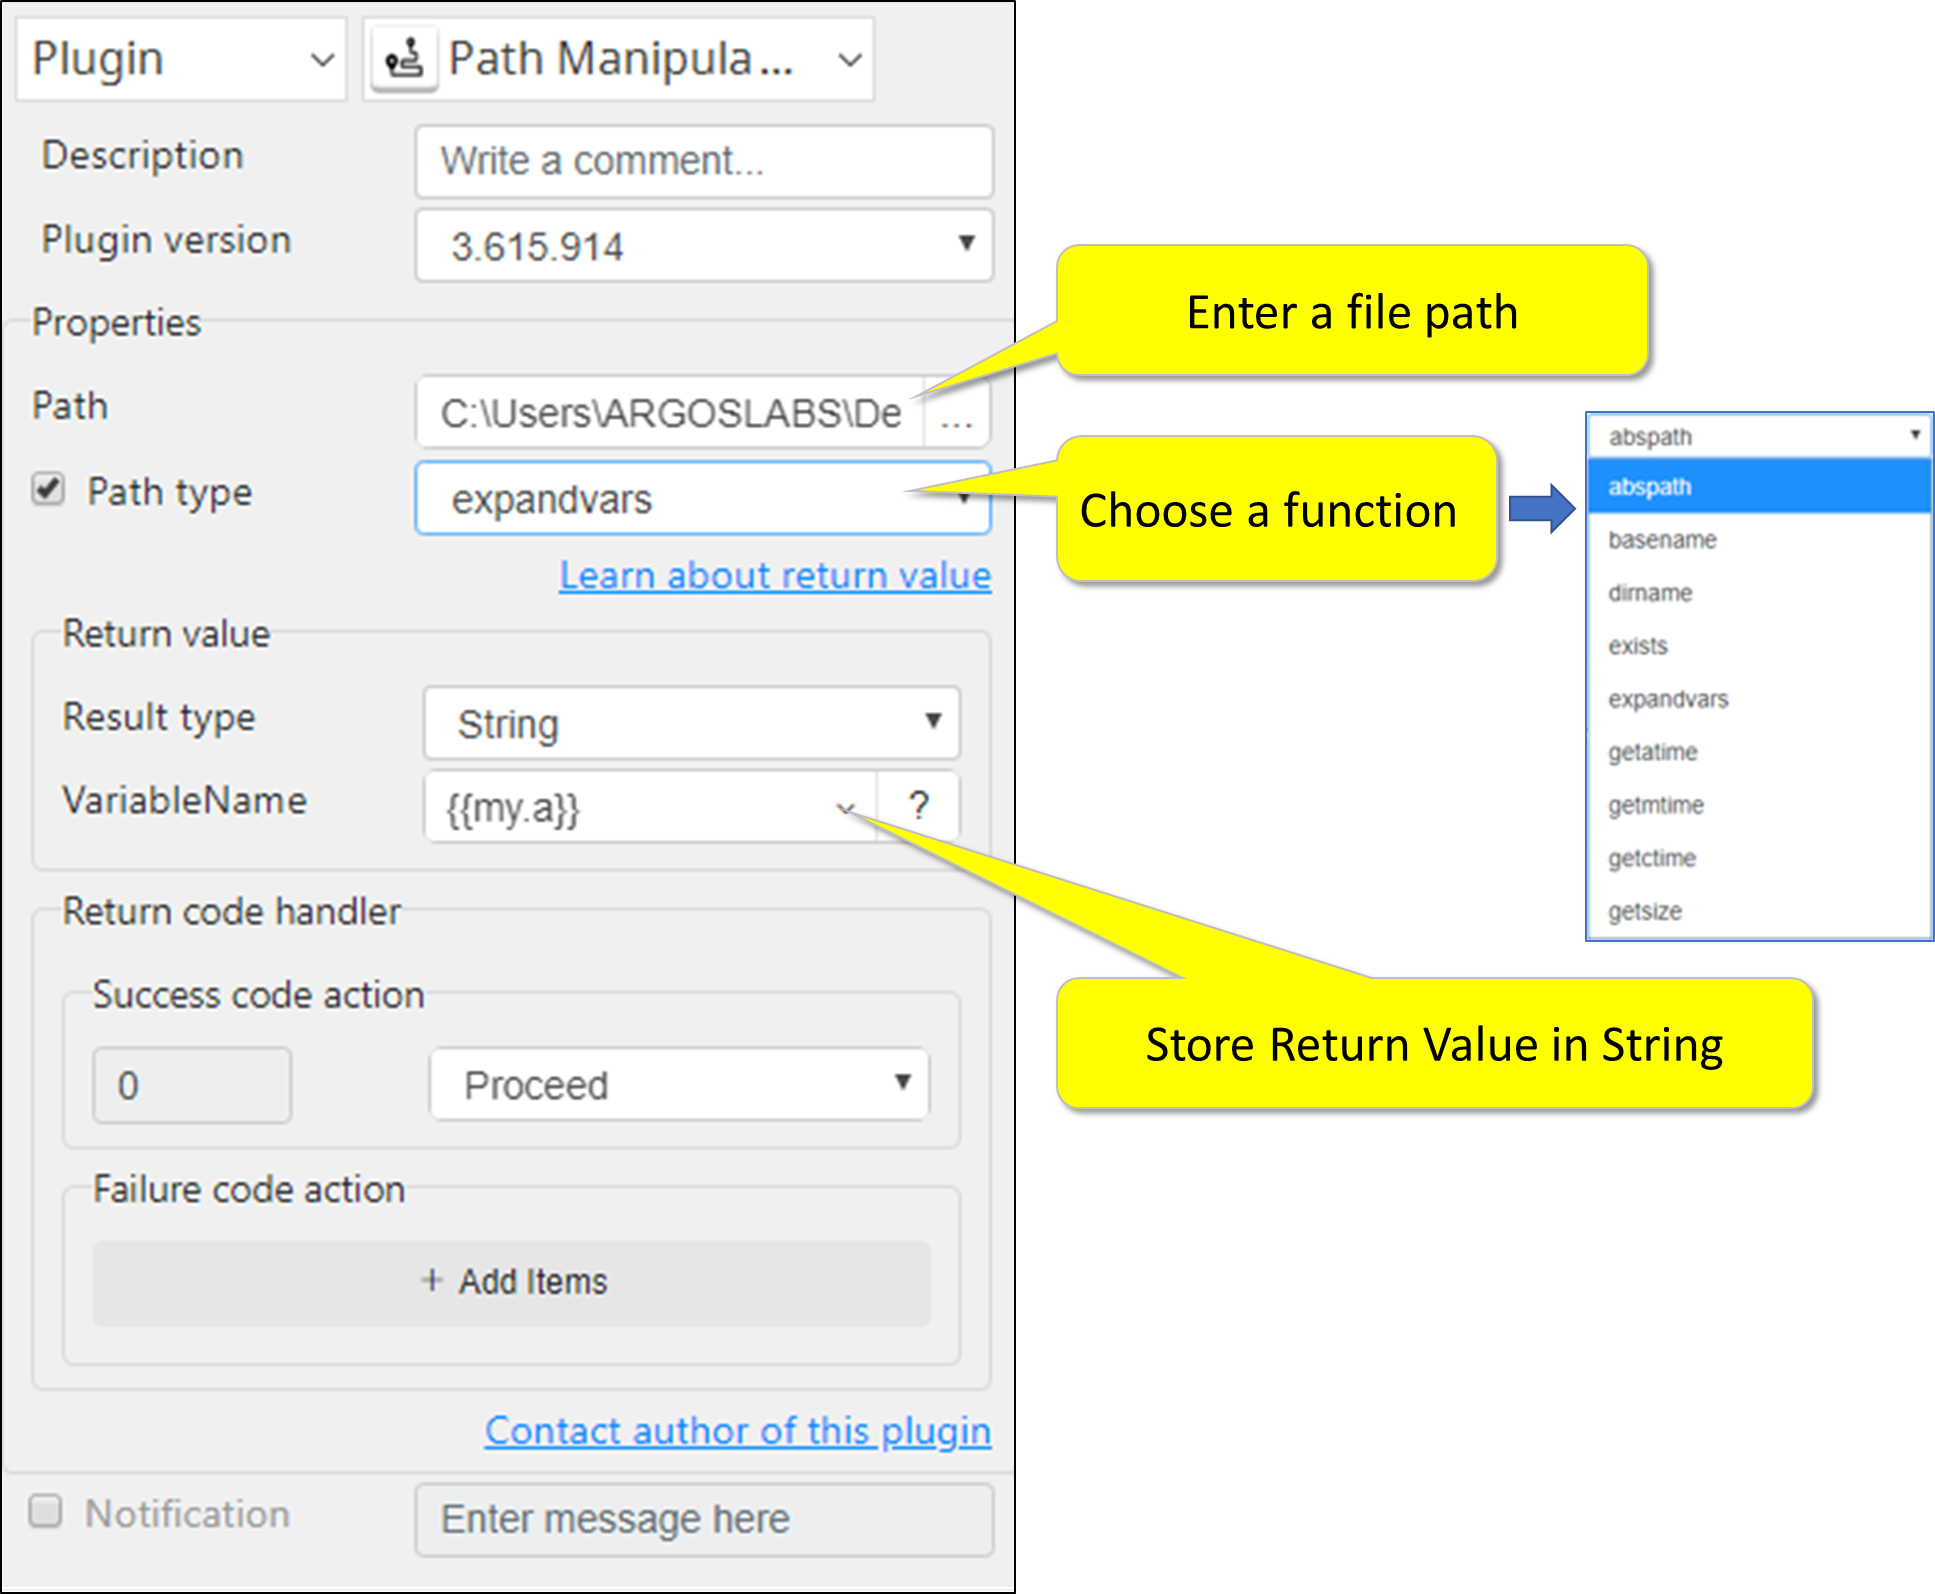 Plugin
Path Manipula...
Description
Write a comment...
Plugin version
3.615.914
Properties
Enter a file path
Path
C:\Users\ARGOSLABS\De
...
Path type
expandvars
Choose a function
Learn about return value
Return value
Result type
String
VariableName
{{my.a}}
?
abspath
abspath
basename
dirname
exists
expandvars
getatime
getmtime
getctime
getsize
Return code handler
Success code action
0
Proceed
Store Return Value in String
Failure code action
+ Add Items
Contact author of this plugin
Notification
Enter message here